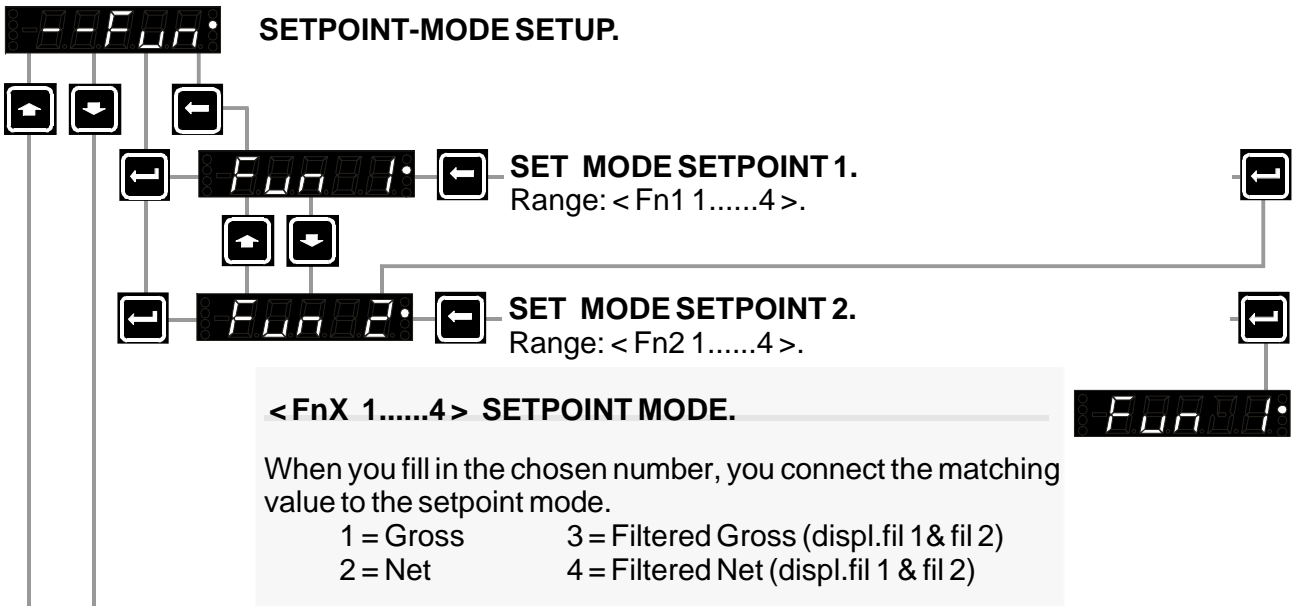 --Fun
SETPOINT-MODE SETUP.
Fun 1
SET MODE SETPOINT 1.
Range: < Fn1 1......4 >.
Fun 2
SET MODE SETPOINT 2.
Range: < Fn2 1......4 >.
< FnX 1......4 > SETPOINT MODE.
Fun 1
When you fill in the chosen number, you connect the matching
value to the setpoint mode.
1 = Gross 3 = Filtered Gross (displ.fil 1& fil 2)
2 = Net 4 = Filtered Net (displ.fil 1 & fil 2)